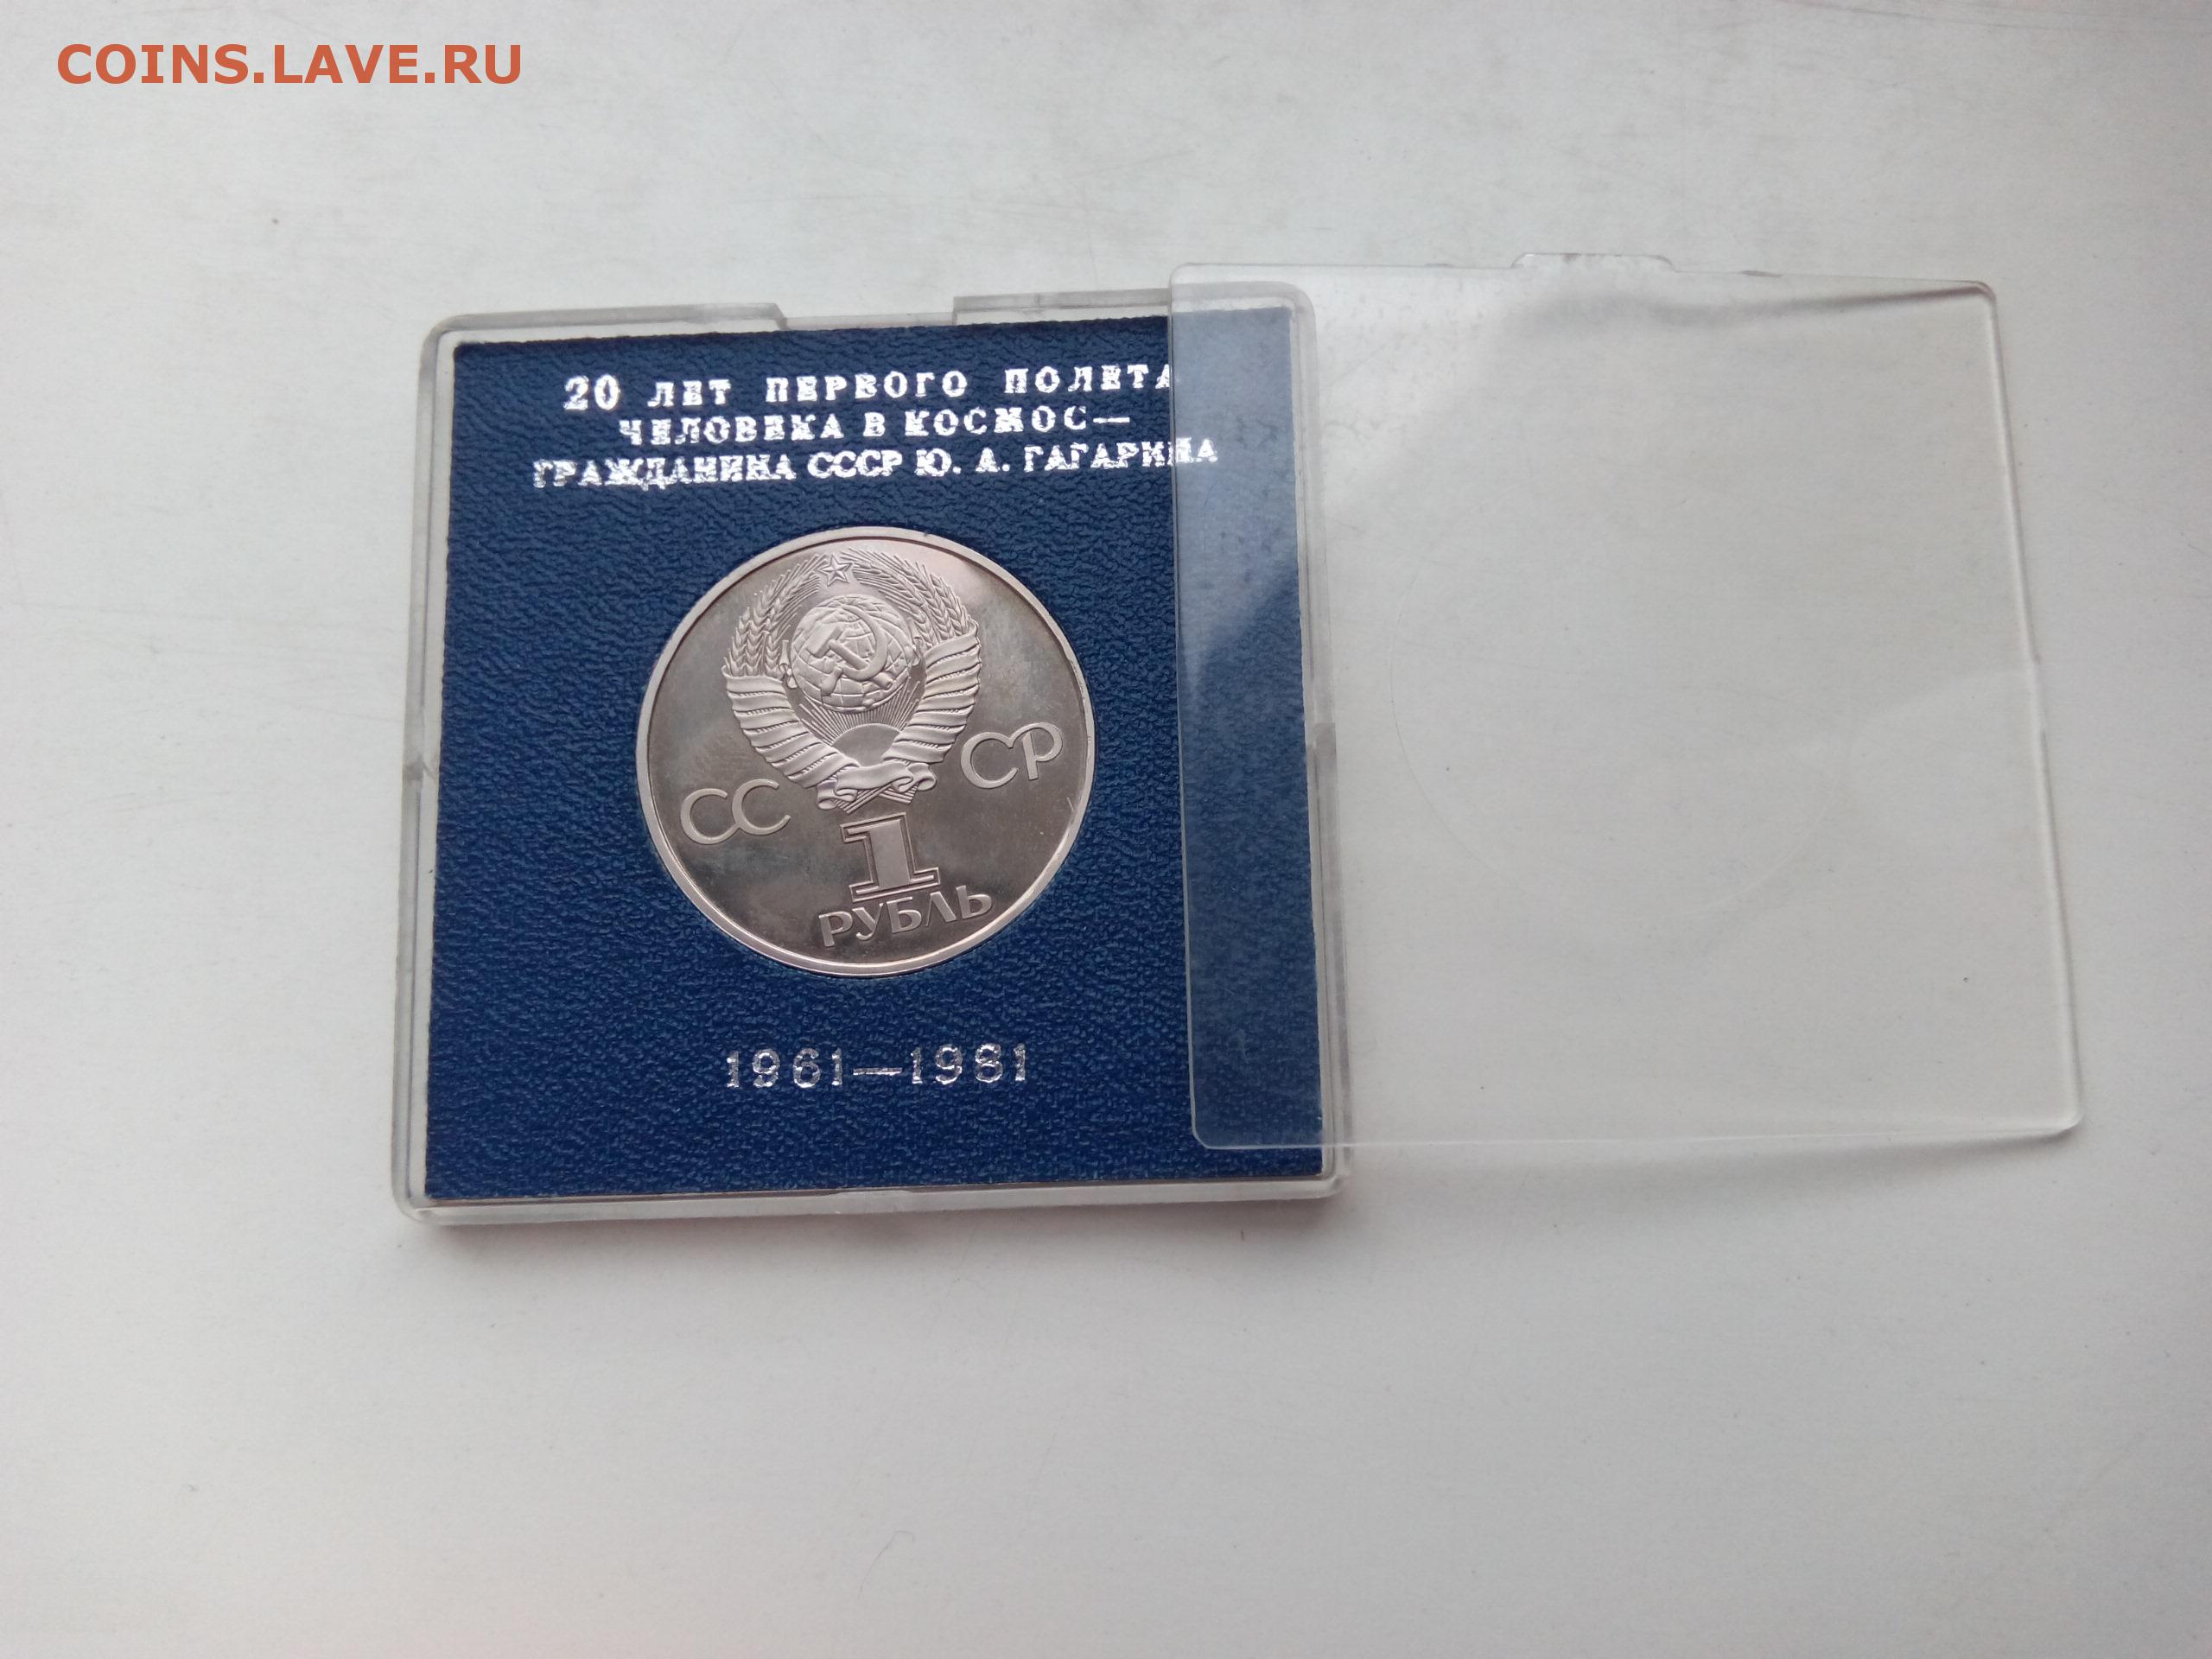 COINS.LAVE.RU
20 ЛЕТ ПЕРВОГО ПОЛЕТА
ЧЕЛОВЕКА В КОСМОС—
ГРАЖДАНИНА СССР Ю. А. ГАГАРИНА
СС СР
1
РУБЛЬ
1961—1981